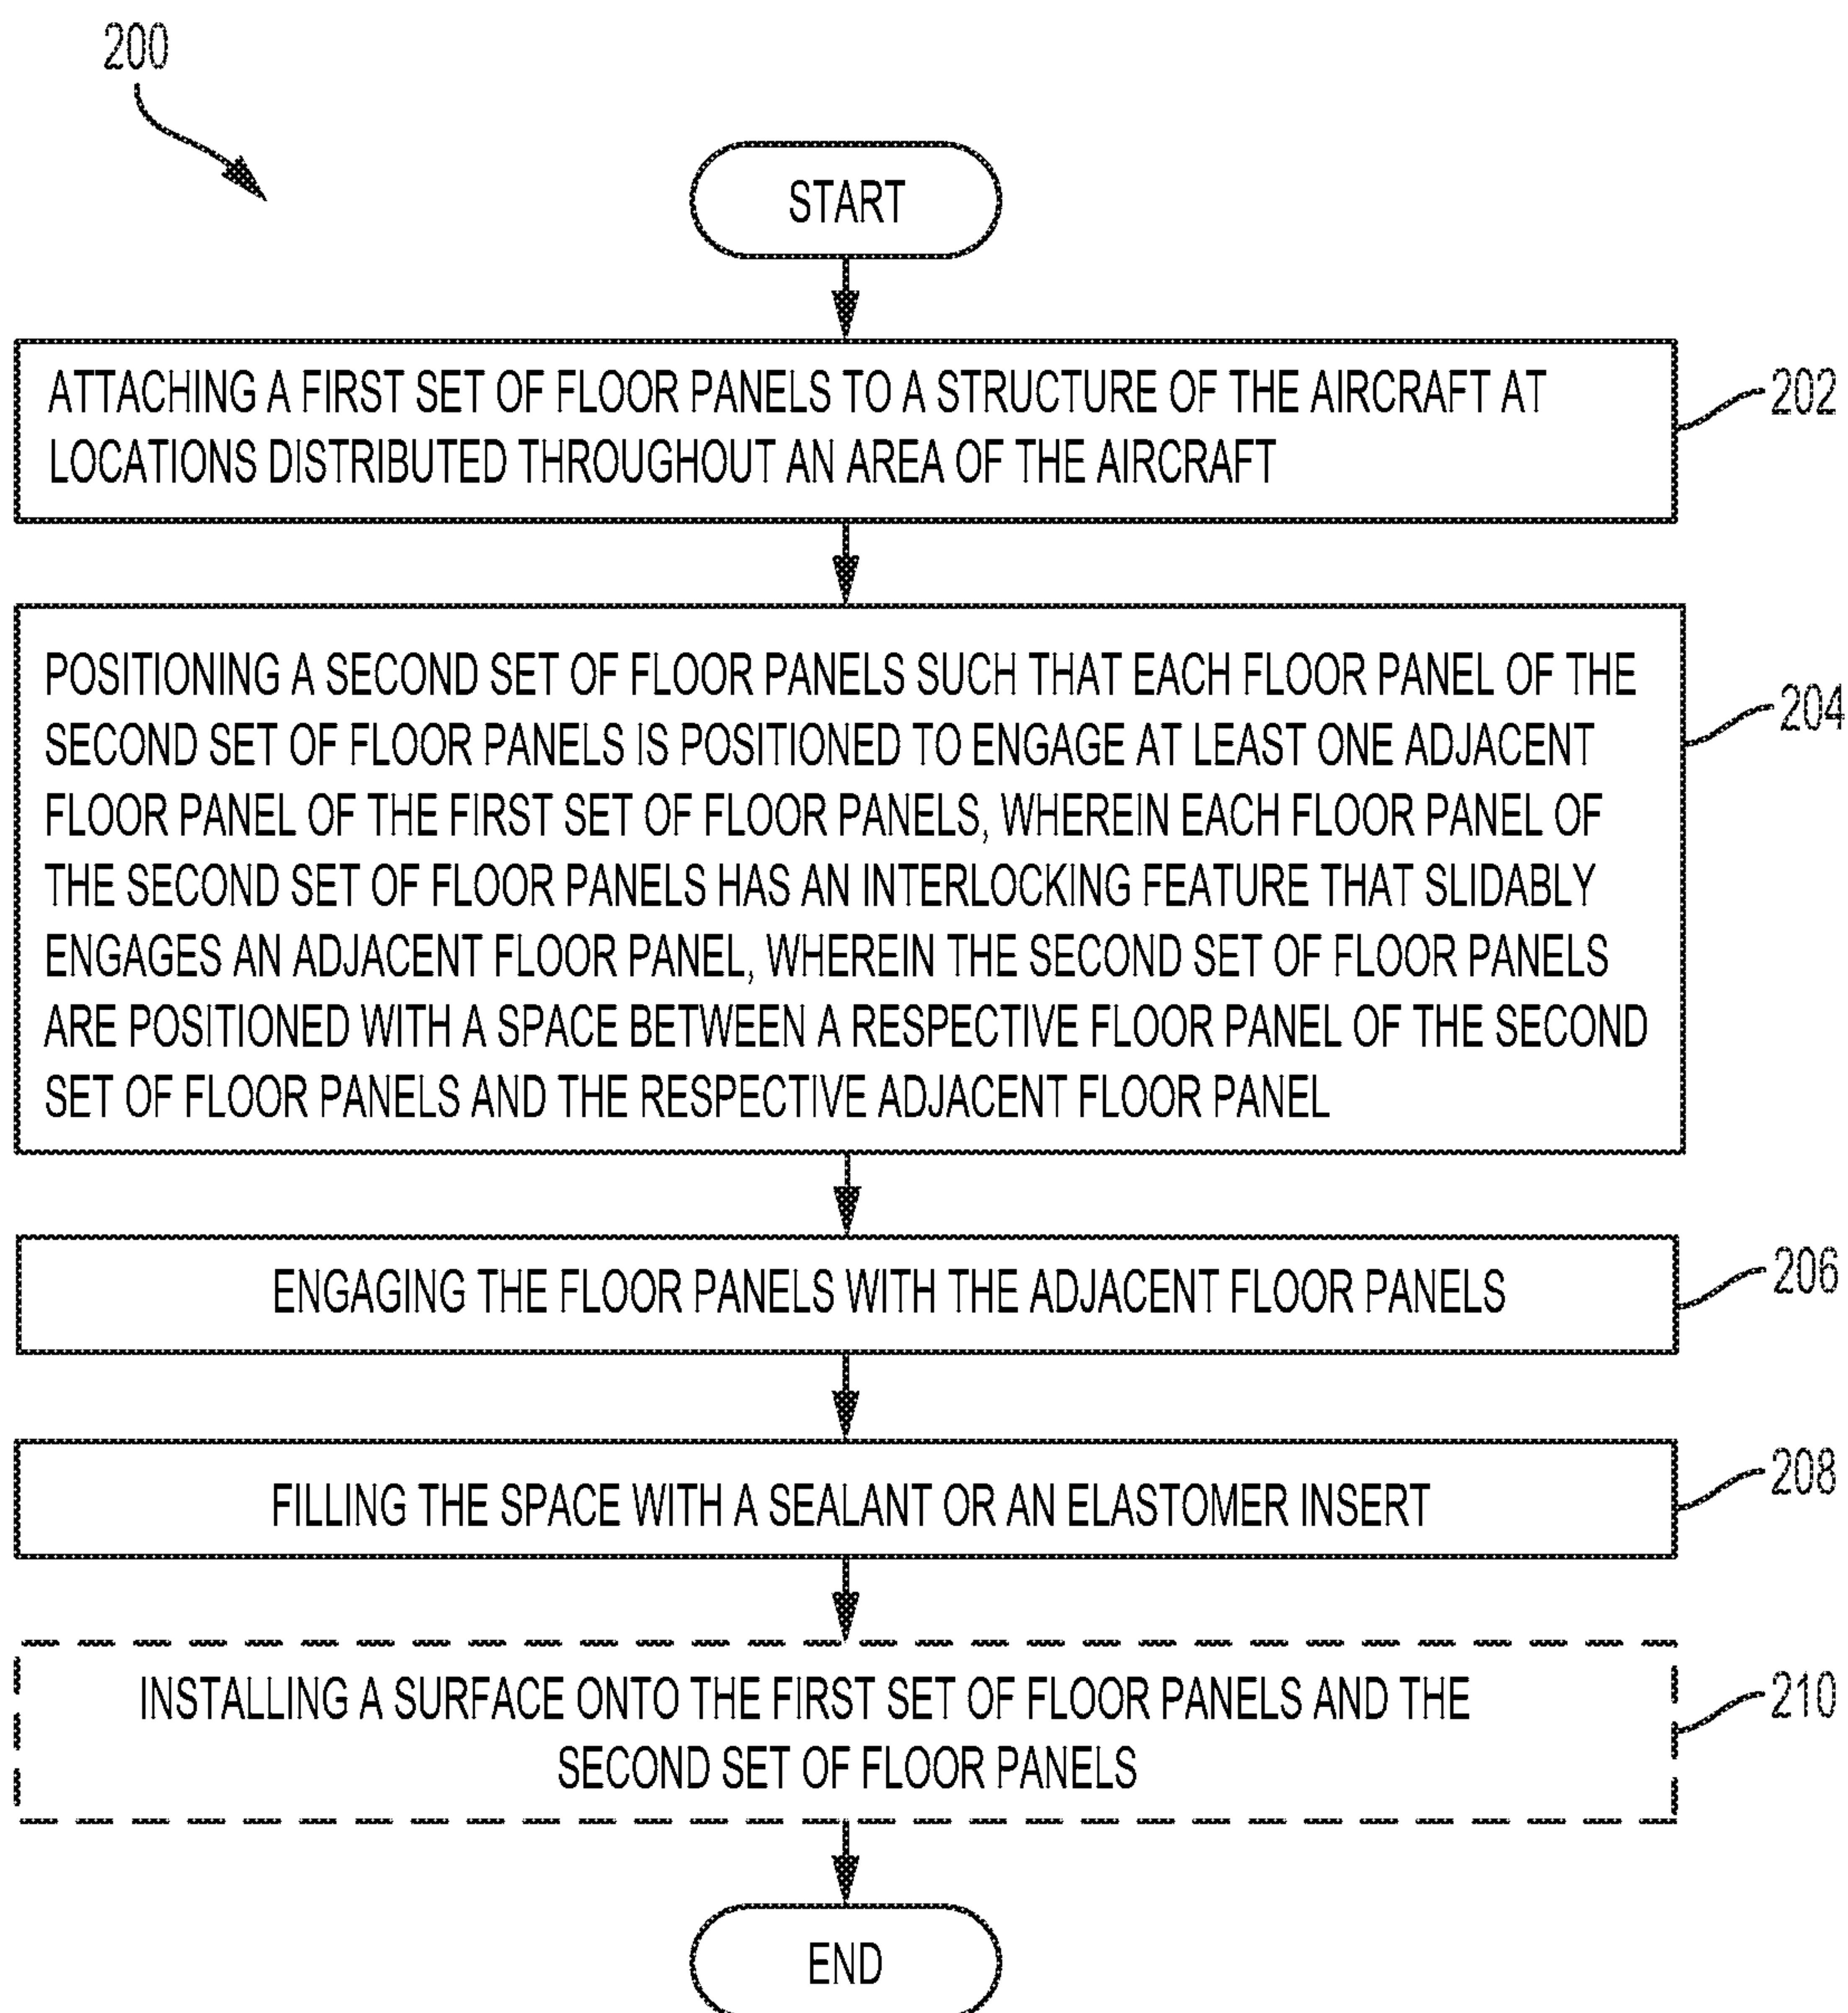 200
START
ATTACHING A FIRST SET OF FLOOR PANELS TO A STRUCTURE OF THE AIRCRAFT AT
LOCATIONS DISTRIBUTED THROUGHOUT AN AREA OF THE AIRCRAFT
202
POSITIONING A SECOND SET OF FLOOR PANELS SUCH THAT EACH FLOOR PANEL OF THE
SECOND SET OF FLOOR PANELS IS POSITIONED TO ENGAGE AT LEAST ONE ADJACENT
FLOOR PANEL OF THE FIRST SET OF FLOOR PANELS, WHEREIN EACH FLOOR PANEL OF
THE SECOND SET OF FLOOR PANELS HAS AN INTERLOCKING FEATURE THAT SLIDABLY
ENGAGES AN ADJACENT FLOOR PANEL, WHEREIN THE SECOND SET OF FLOOR PANELS
ARE POSITIONED WITH A SPACE BETWEEN A RESPECTIVE FLOOR PANEL OF THE SECOND
SET OF FLOOR PANELS AND THE RESPECTIVE ADJACENT FLOOR PANEL
204
ENGAGING THE FLOOR PANELS WITH THE ADJACENT FLOOR PANELS
206
FILLING THE SPACE WITH A SEALANT OR AN ELASTOMER INSERT
208
INSTALLING A SURFACE ONTO THE FIRST SET OF FLOOR PANELS AND THE
SECOND SET OF FLOOR PANELS
210
END